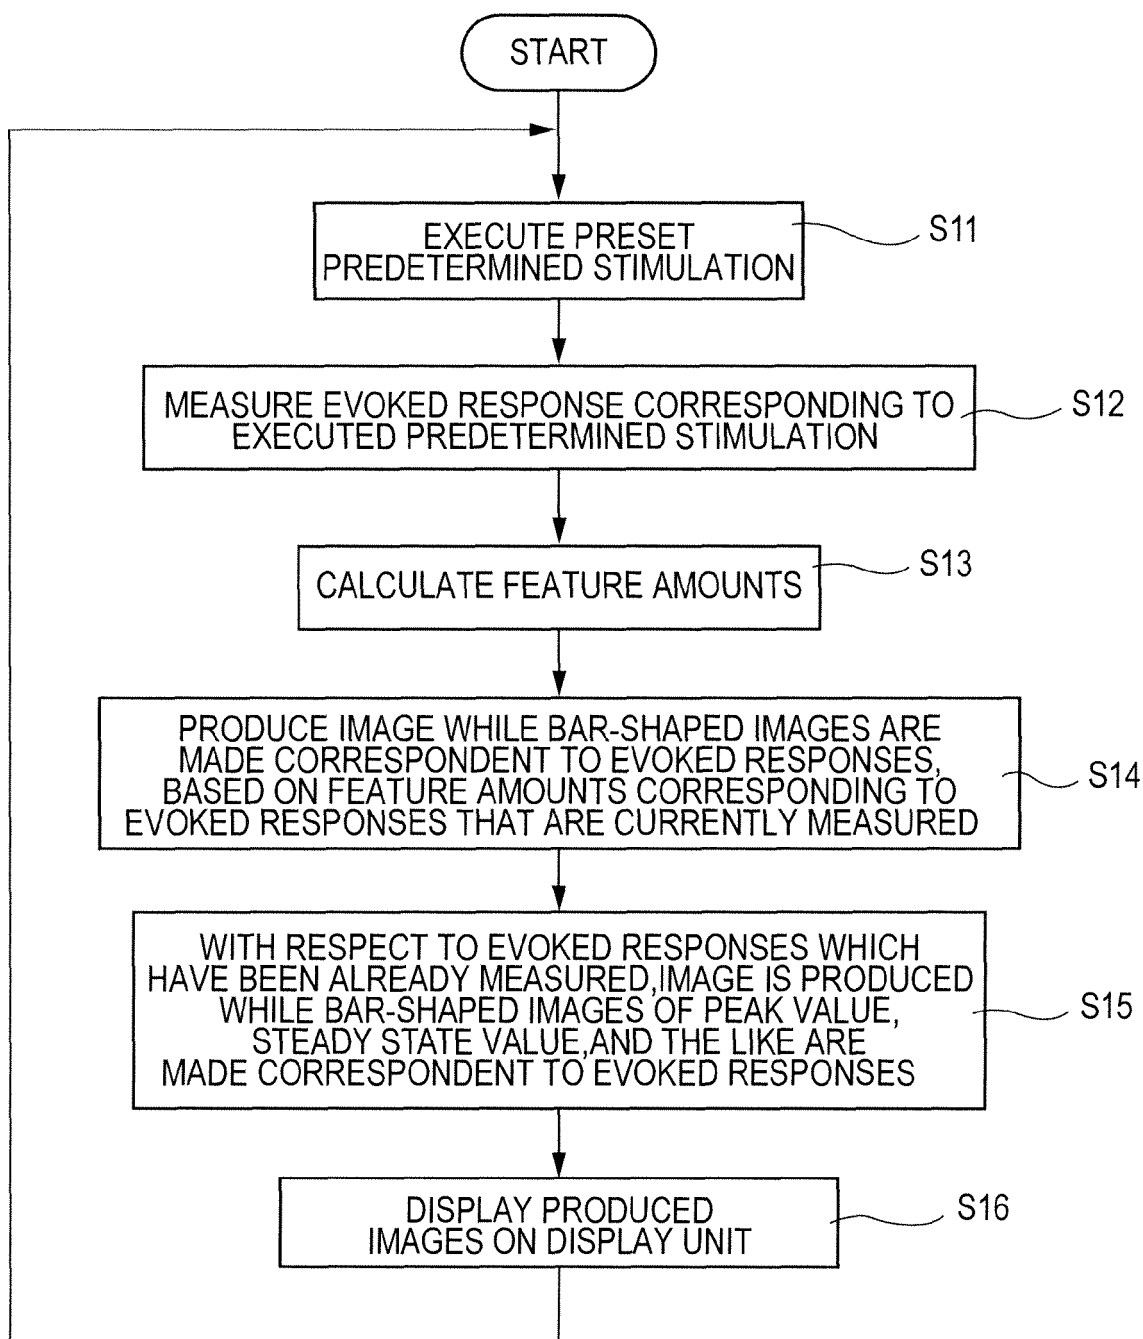 START
EXECUTE PRESET
PREDETERMINED STIMULATION
S11
MEASURE EVOKED RESPONSE CORRESPONDING TO
EXECUTED PREDETERMINED STIMULATION
S12
CALCULATE FEATURE AMOUNTS
S13
PRODUCE IMAGE WHILE BAR-SHAPED IMAGES ARE
MADE CORRESPONDENT TO EVOKED RESPONSES,
BASED ON FEATURE AMOUNTS CORRESPONDING TO
EVOKED RESPONSES THAT ARE CURRENTLY MEASURED
S14
WITH RESPECT TO EVOKED RESPONSES WHICH
HAVE BEEN ALREADY MEASURED,IMAGE IS PRODUCED
WHILE BAR-SHAPED IMAGES OF PEAK VALUE,
STEADY STATE VALUE,AND THE LIKE ARE
MADE CORRESPONDENT TO EVOKED RESPONSES
S15
DISPLAY PRODUCED
IMAGES ON DISPLAY UNIT
S16